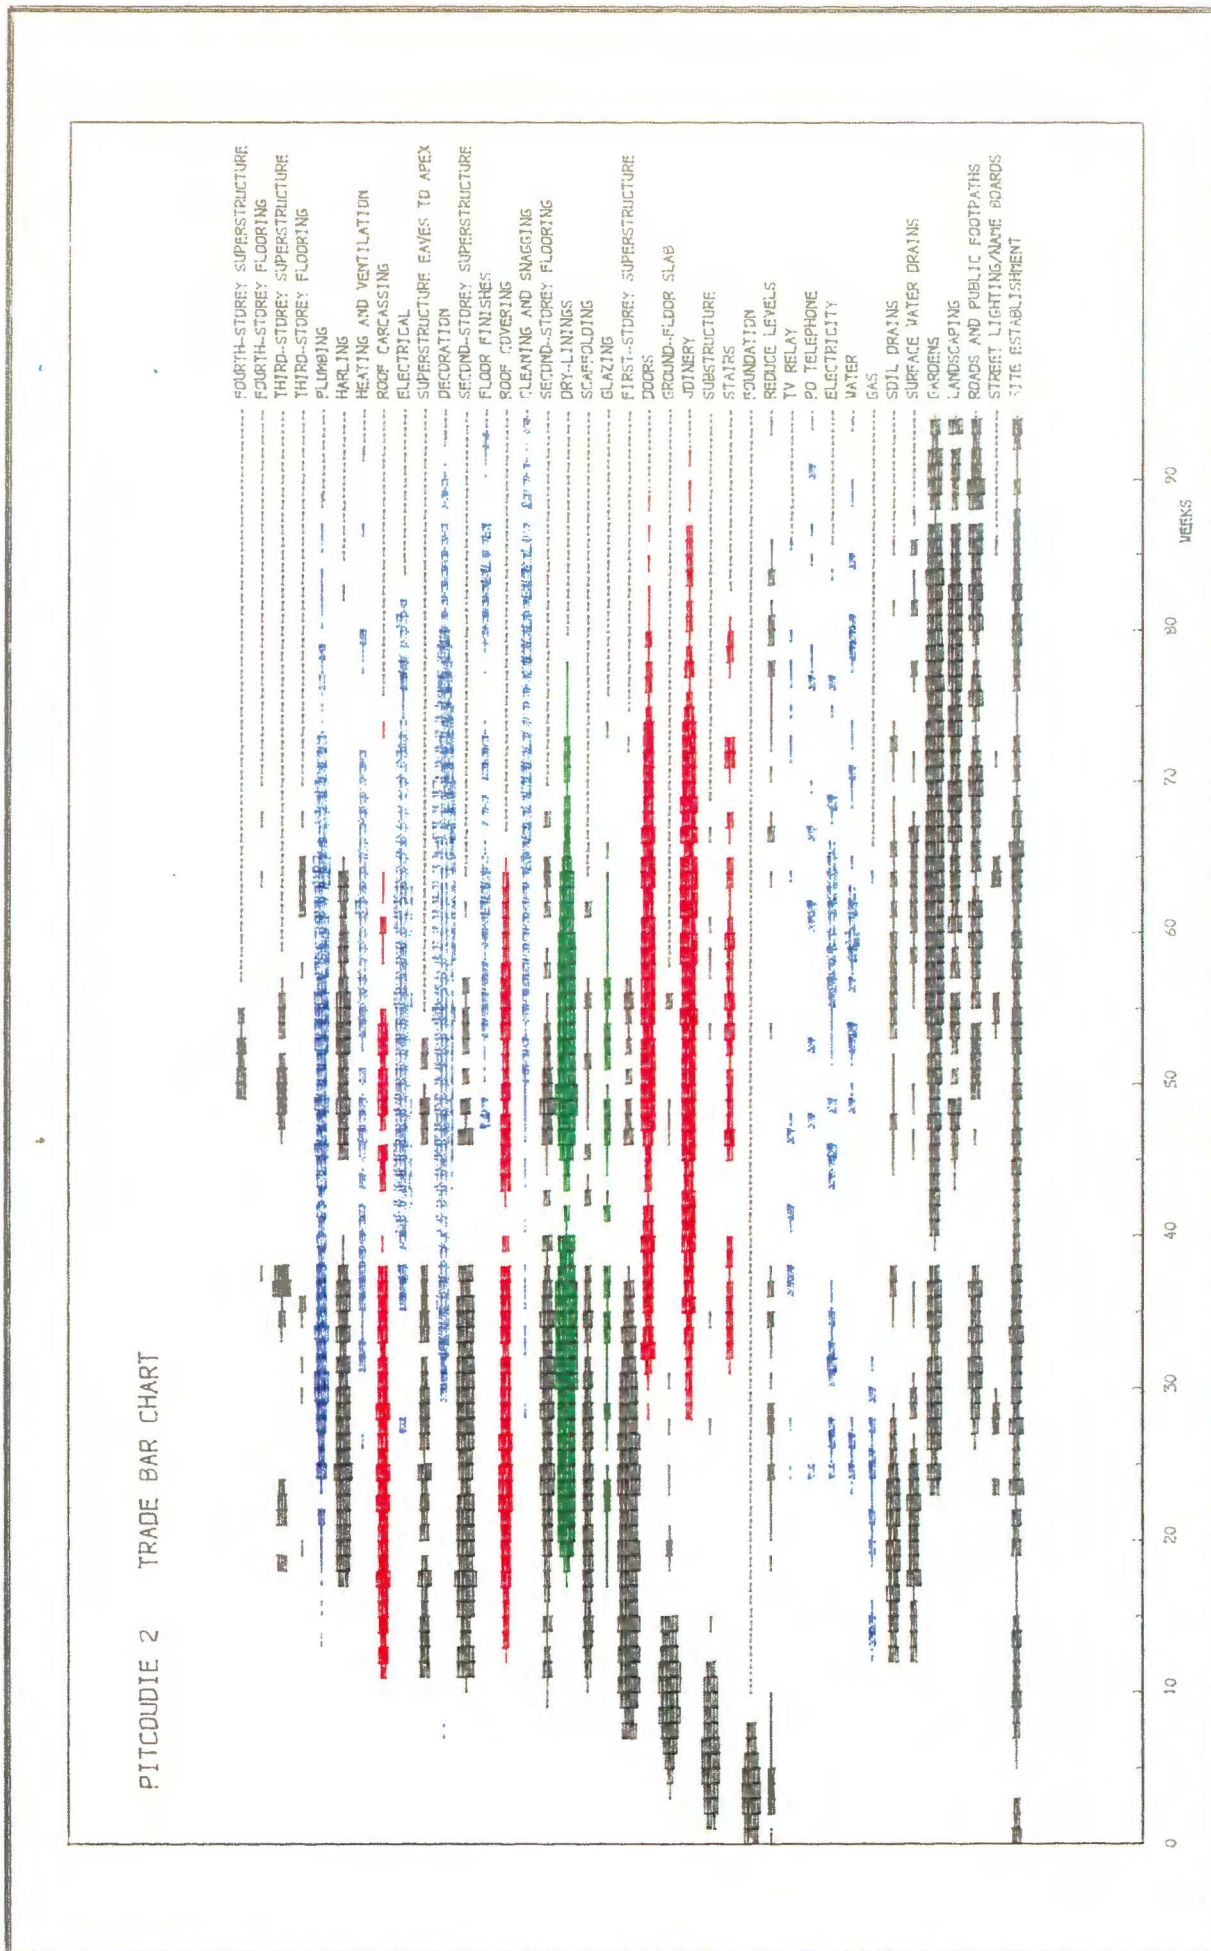 PITCOUDIE 2 TRADE BAR CHART
FOURTH-STOREY SUPERSTRUCTURE
FOURTH-STOREY FLOORING
THIRD-STOREY SUPERSTRUCTURE
THIRD-STOREY FLOORING
PLUMBING
HARLING
HEATING AND VENTILATION
ROOF CARCASSING
ELECTRICAL
SUPERSTRUCTURE EAVES TO APEX
DECORATION
SECOND-STOREY SUPERSTRUCTURE
FLOOR FINISHES
ROOF COVERING
CLEANING AND SNAGGING
SECOND-STOREY FLOORING
DRY-LININGS
SCAFFOLDING
GLAZING
FIRST-STOREY SUPERSTRUCTURE
DOORS
GROUND-FLOOR SLAB
JOINERY
SUBSTRUCTURE
STAIRS
FOUNDATION
REDUCE LEVELS
TV RELAY
PO TELEPHONE
ELECTRICITY
WATER
GAS
SOIL DRAINS
SURFACE WATER DRAINS
GARDENS
LANDSCAPING
ROADS AND PUBLIC FOOTPATHS
STREET LIGHTING/NAME BOARDS
SITE ESTABLISHMENT
0 10 20 30 40 50 60 70 80 90
WEEKS